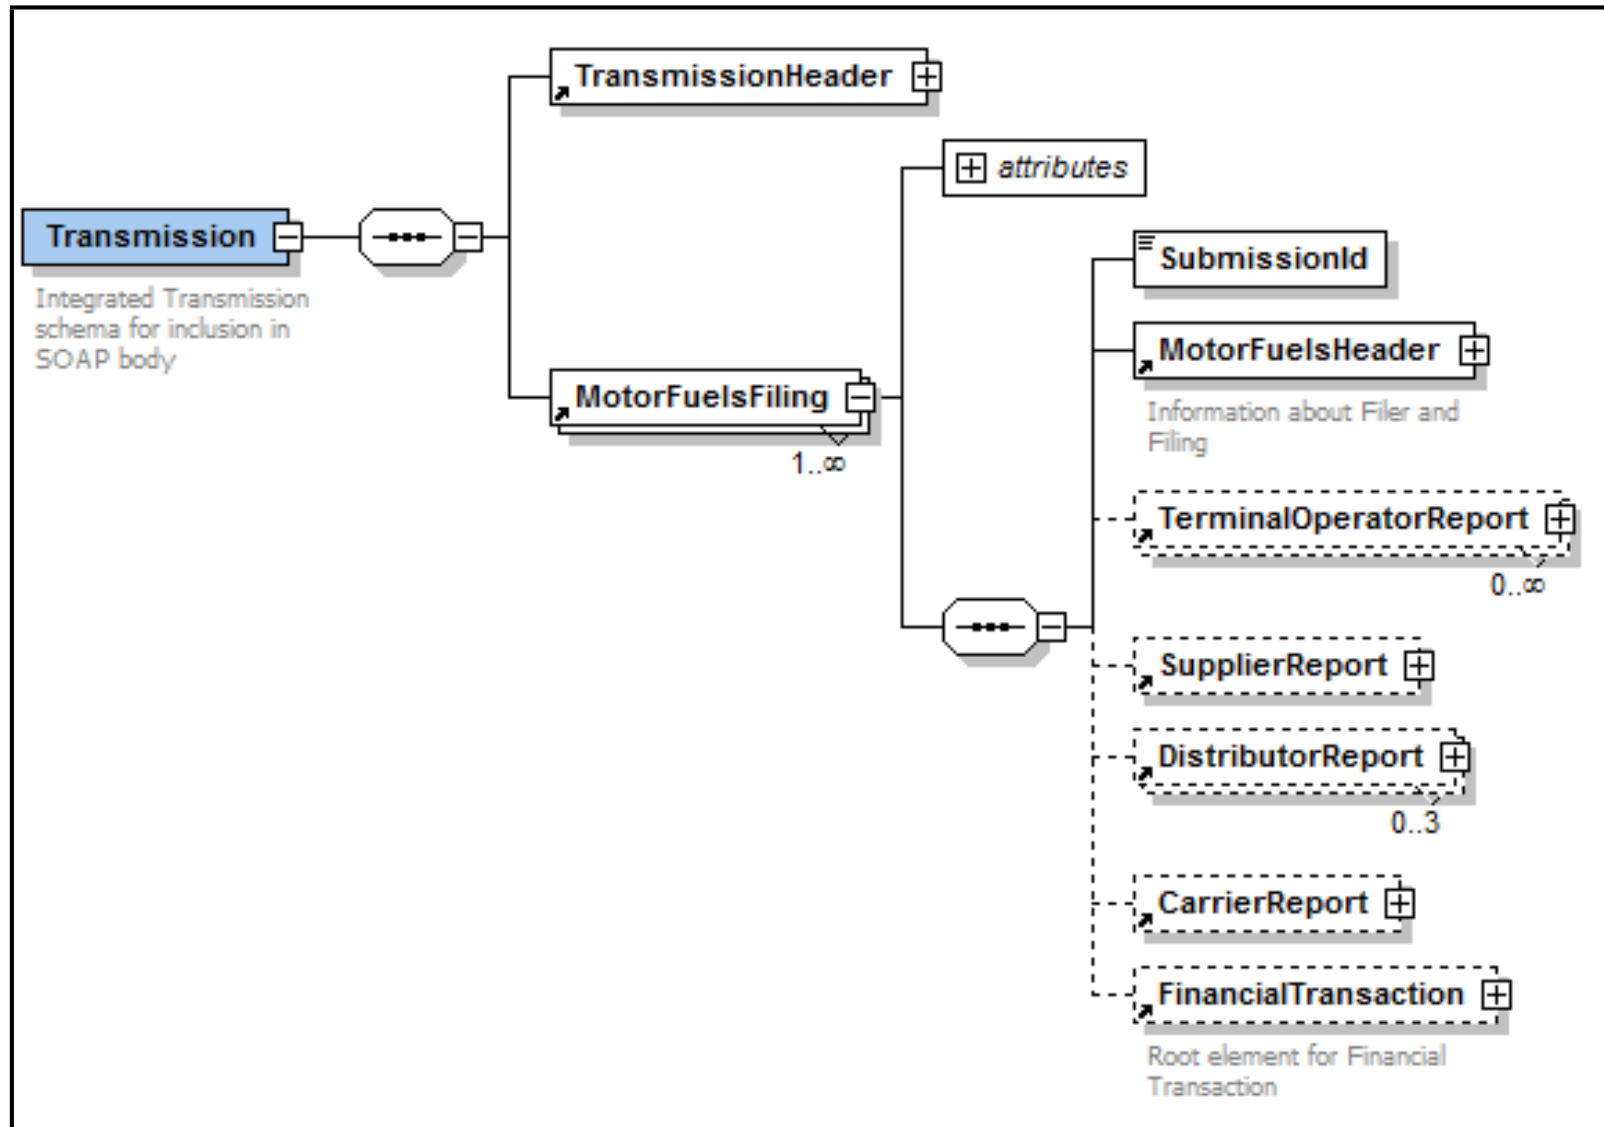 TransmissionHeader
attributes
Transmission
Integrated Transmission
schema for inclusion in
SOAP body
MotorFuelsFiling
1..∞
SubmissionId
MotorFuelsHeader
Information about Filer and
Filing
TerminalOperatorReport
0..∞
SupplierReport
DistributorReport
0..3
CarrierReport
FinancialTransaction
Root element for Financial
Transaction